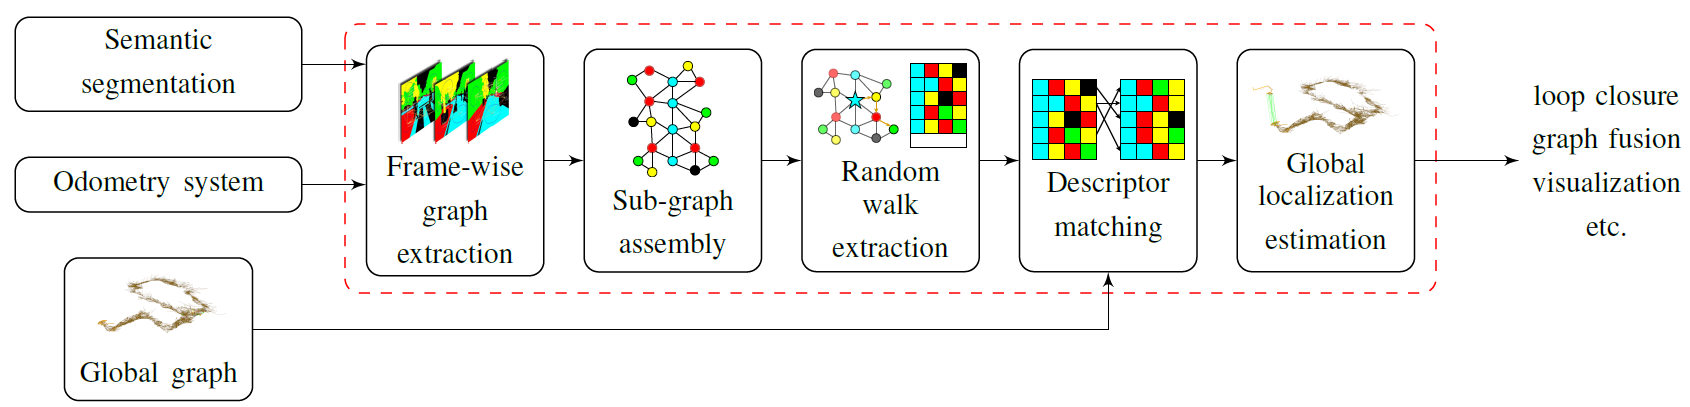 Semantic
segmentation
Odometry system
Global graph
Frame-wise
graph
extraction
Sub-graph
assembly
Random
walk
extraction
Descriptor
matching
Global
localization
estimation
loop closure
graph fusion
visualization
etc.